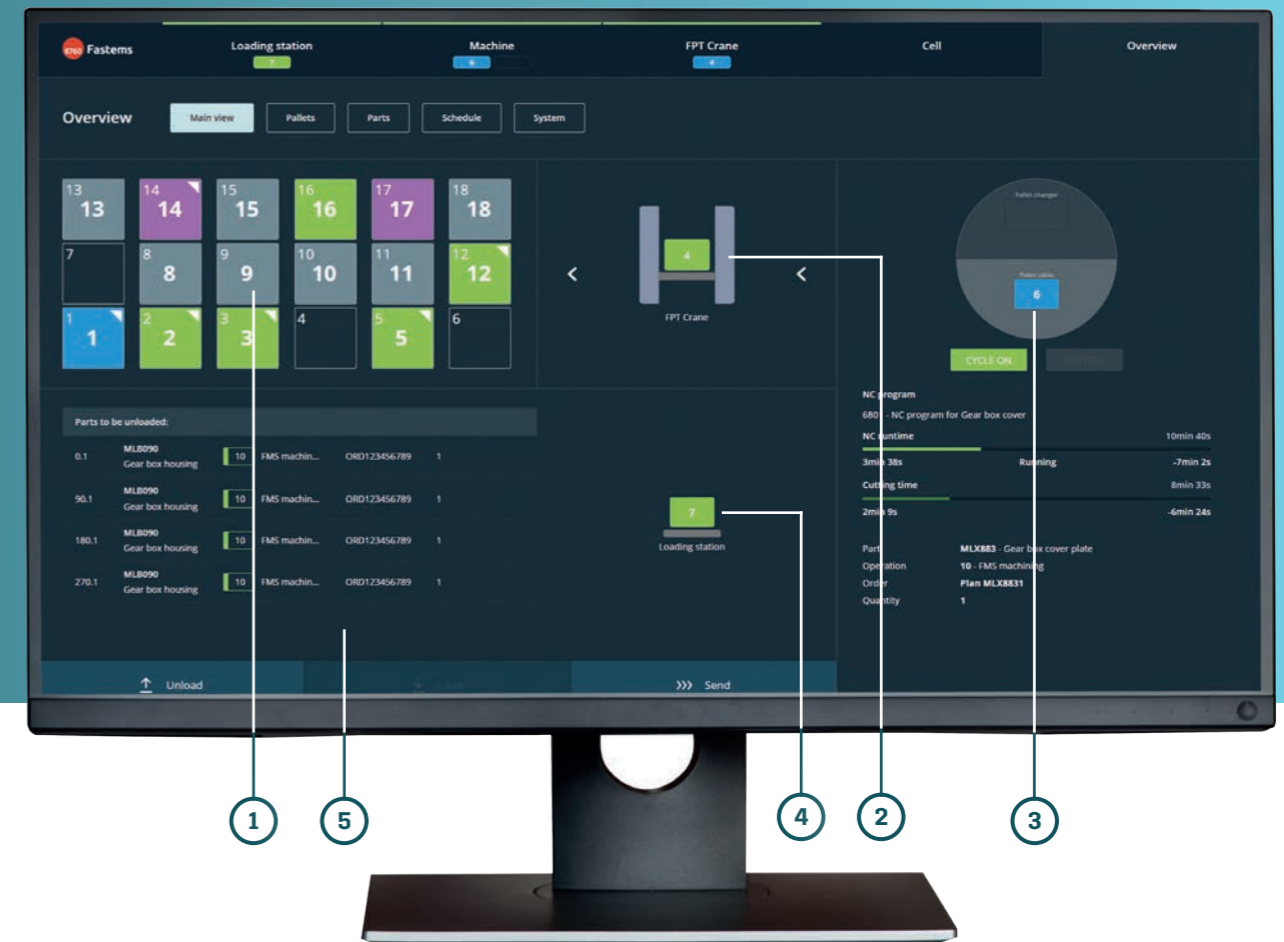 8760 Fastems
Loading station
7
Machine
6
FPT Crane
4
Cell
Overview
Overview
Main view
Pallets
Parts
Schedule
System
13
13
14
14
15
15
16
16
17
17
18
18
7
8
8
9
9
10
10
11
11
12
12
1
1
2
2
3
3
4
5
5
6
4
FPT Crane
Pallet changer
6
CYCLE ON
NC program
6801 - NC program for Gear box cover
NC runtime 10min 40s
3min 38s Running -7min 2s
Cutting time 8min 33s
2min 9s -6min 24s
Part MLX883 - Gear box cover plate
Operation 10 - FMS machining
Order Plan MLX8831
Quantity 1
Parts to be unloaded:
0.1 MLB090 Gear box housing 10 FMS machin... ORD123456789 1
90.1 MLB090 Gear box housing 10 FMS machin... ORD123456789 1
180.1 MLB090 Gear box housing 10 FMS machin... ORD123456789 1
270.1 MLB090 Gear box housing 10 FMS machin... ORD123456789 1
7
Loading station
Unload
Send
1
5
4
2
3